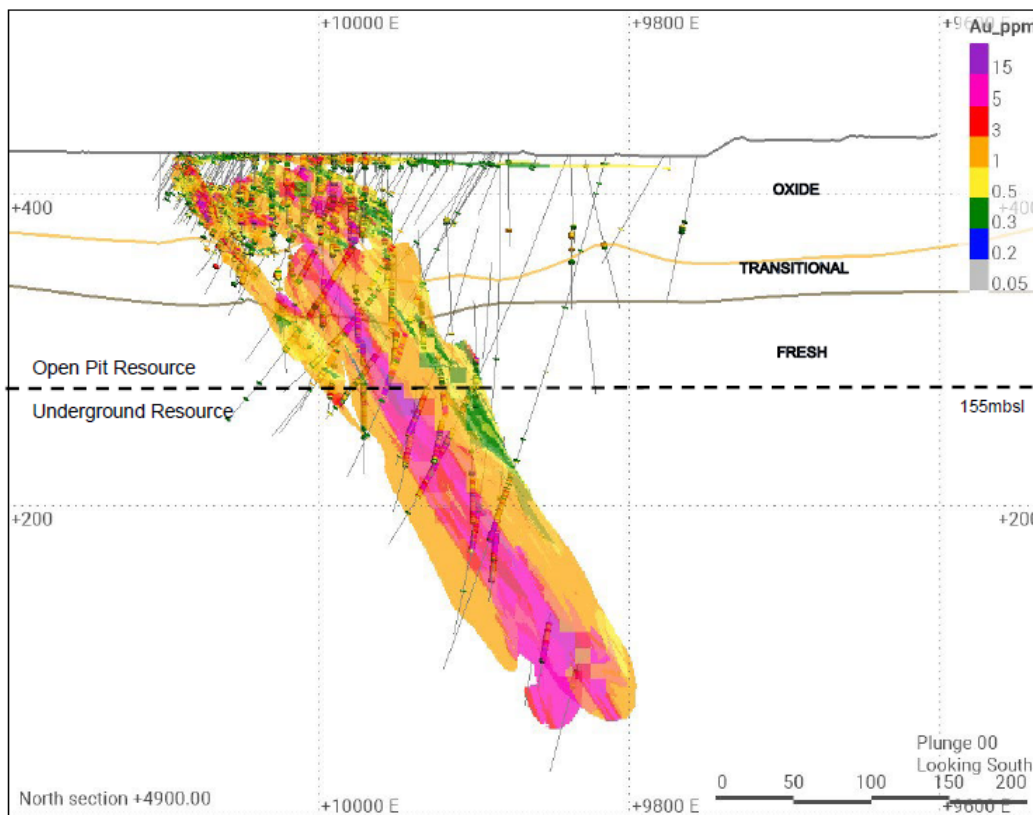 +10000 E
+9800 E
+9600 E
Au_ppm
15
5
3
1
0.5
0.3
0.2
0.05
OXIDE
+400
+400
TRANSITIONAL
FRESH
Open Pit Resource
Underground Resource
155mbsl
+200
+200
Plunge 00
Looking South
0 50 100 150 200
North section +4900.00
+10000 E
+9800 E
+9600 E